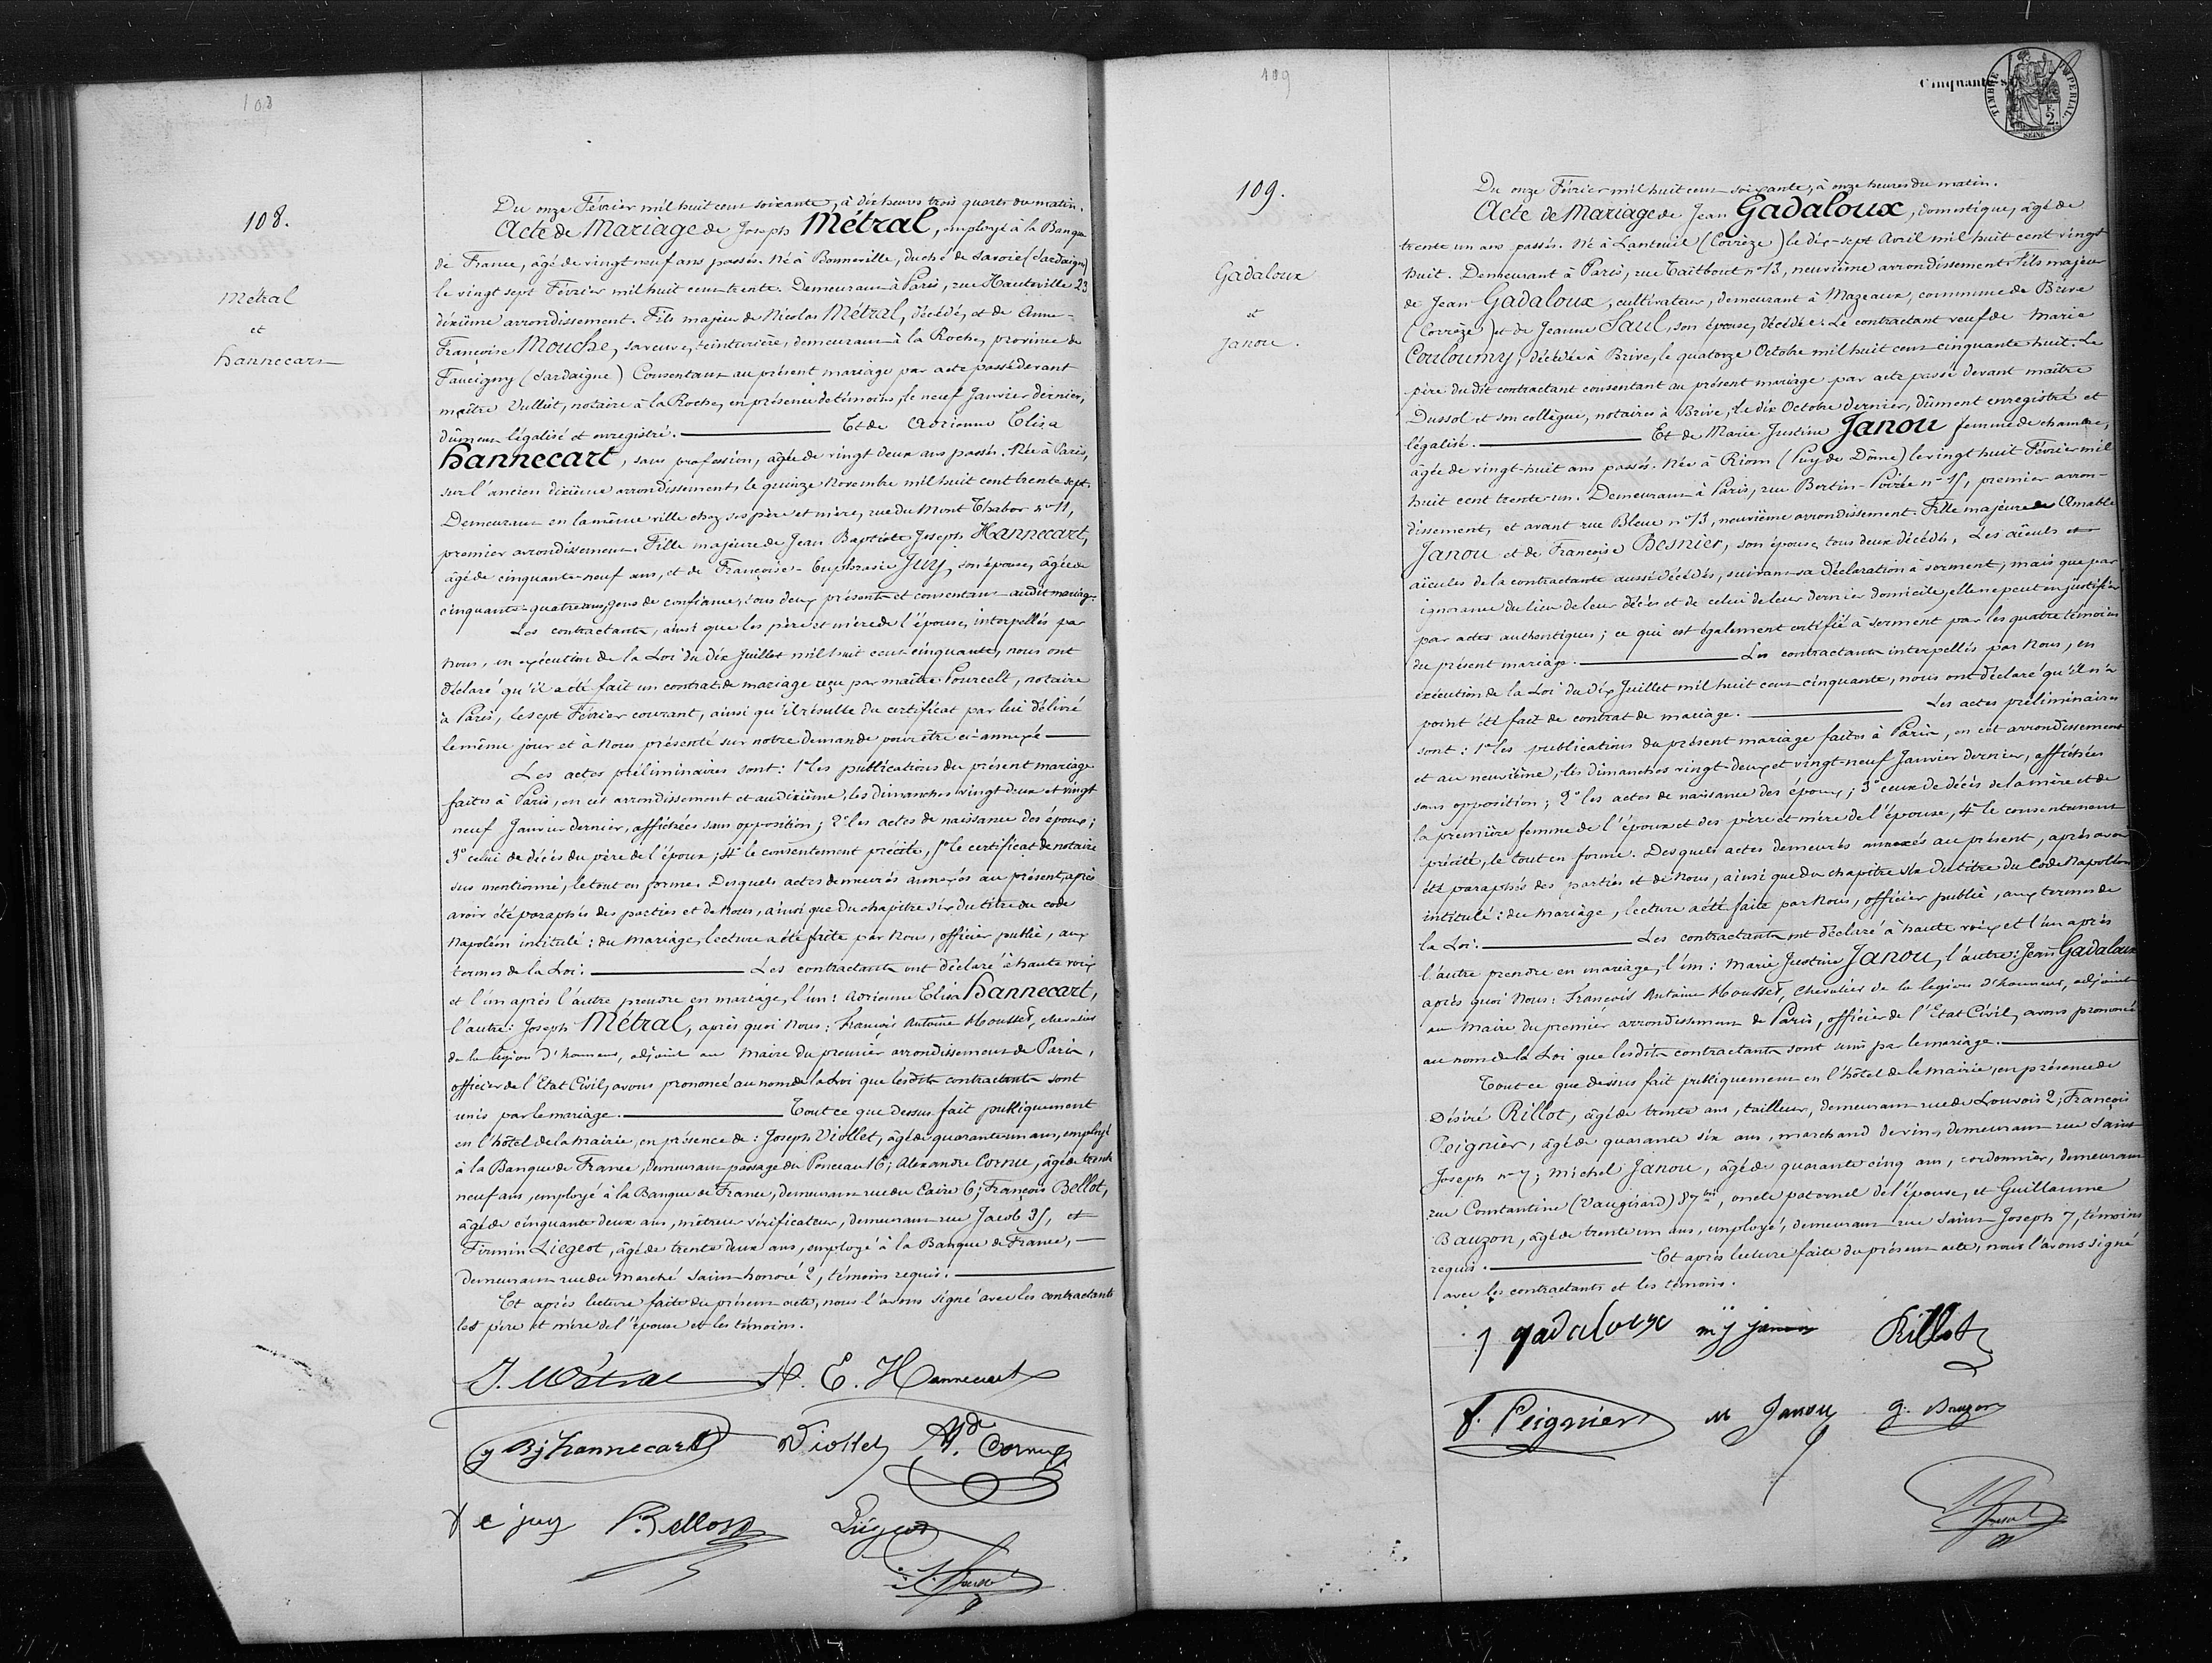 108
108.
Métral
et
hannecart
Du onze Février mil huit cent soixante, à dix heures trois quarts du matin.
Acte de Mariage de Joseph Métral, employé à la Banque
de France, âgé de vingt neuf ans passés. Né à Bonneville, duché de Savoie (Sardaigne)
le vingt sept Février mil huit cent trente. Demeurant à Paris, rue Hauteville 23
dixième arrondissement. Fils majeur de Nicolas Métral, décédé, et de Anne-
Françoise Mouche, sa veuve, teinturière, demeurant à la Roche, province de
Faucigny (Sardaigne) Consentant au présent mariage par acte passé devant
maître Vulliet, notaire à la Roche, en présence de témoins, le neuf Janvier dernier,
dûment légalisé et enregistré. Et de Adrienne Elisa
hannecart, sans profession, âgée de vingt deux ans passés. Née à Paris,
sur l'ancien dixième arrondissement, le quinze Novembre mil huit cent trente sept.
Demeurant en la même ville chez ses père et mère, rue du Mont Thabor n° 11,
premier arrondissement. Fille majeure de Jean Baptiste Joseph Hannecart,
âgé de cinquante-neuf ans, et de Françoise-Euphrasie Juy, son épouse, âgée de
cinquante-quatre ans, gens de confiance, tous deux présents et consentant audit mariage.
Les contractants, ainsi que les père et mère de l'épouse, interpellés par
Nous, en exécution de la Loi du dix Juillet mil huit cent cinquante, nous ont
déclaré qu'il a été fait un contrat de mariage reçu par maître Pourcelt, notaire
à Paris, le sept Février courant, ainsi qu'il résulte du certificat par lui délivré
le même jour et à Nous présenté sur notre demande pour être ci-annexé
Les actes préliminaires sont: 1° les publications du présent mariage
faites à Paris, en cet arrondissement et au dixième, les dimanches vingt deux et vingt
neuf Janvier dernier, affichées sans opposition; 2° les actes de naissance des époux;
3° celui de décès du père de l'époux; 4° le consentement précité, 5° le certificat de notaire
sus mentionné, le tout en forme. Desquels actes demeurés annexés au présent, après
avoir été paraphés des parties et de Nous, ainsi que du chapitre six du titre du code
Napoléon intitulé: du Mariage, lecture a été faite par Nous, officier public, aux
termes de la Loi. Les contractants ont déclaré à haute voix
et l'un après l'autre prendre en mariage, l'un: Adrienne Elisa hannecart,
l'autre: Joseph Métral, après quoi Nous: François Antoine Mousset, chevalier
de la légion d'honneur, adjoint au Maire du premier arrondissement de Paris,
officier de l'Etat Civil, avons prononcé au nom de la Loi que lesdits contractants sont
unis par le mariage. Tout ce que dessus fait publiquement
en l'hôtel de la mairie, en présence de: Joseph Viollet, âgé de quarante un ans, employé
à la Banque de France, demeurant passage du Ponceau 16; Alexandre Cornu, âgé de trente
neuf ans, employé à la Banque de France, demeurant rue du Caire 6; François Bellot,
âgé de cinquante deux ans, métreur vérificateur, demeurant rue Jacob 35, et
Firmin Liegeot, âgé de trente deux ans, employé à la Banque de France,
demeurant rue du Marché Saint-honoré 2, témoins requis.
Et après lecture faite du présent acte, nous l'avons signé avec les contractants
les père et mère de l'épouse et les témoins.
J. Métral A. E. Hannecart
J Bj hannecart Viollet Ad Cornu
f e juy Bellot Liégeot
109
Cinquante
TIMBRE IMPERIAL
F. 2.
SEINE
109.
Gadaloux
et
Janou.
Du onze Février mil huit cent soixante, à onze heures du matin.
Acte de Mariage de Jean Gadaloux, domestique, âgé de
trente un ans passés. Né à Lanteuil (Corrèze) le dix-sept Avril mil huit cent vingt
huit. Demeurant à Paris, rue Taitbout n° 13, neuvième arrondissement. Fils majeur
de Jean Gadaloux, cultivateur, demeurant à Mazeaux, commune de Brive
(Corrèze) et de Jeanne Saul, son épouse, décédée. Le contractant veuf de Marie
Couloumy, décédée à Brive, le quatorze Octobre mil huit cent cinquante huit. Le
père du dit contractant consentant au présent mariage par acte passé devant maître
Dussol et son collègue, notaires à Brive, le dix Octobre dernier, dûment enregistré et
légalisé. Et de Marie Justine Janou femme de chambre,
âgée de vingt-huit ans passés. Née à Riom (Puy de Dôme) le vingt huit Février mil
huit cent trente-un. Demeurant à Paris, rue Bertin-Poirée n° 15, premier arron-
dissement, et avant rue Bleue n° 13, neuvième arrondissement. Fille majeure de Amable
Janou et de Françoise Besnier, son épouse, tous deux décédés, Les aïeuls et
aïeules de la contractante aussi décédés, suivant sa déclaration à serment, mais que par
ignorance du lieu de leur décès et de celui de leur dernier domicile, elle ne peut en justifier
par actes authentiques; ce qui est également certifié à serment par les quatre témoins
du présent mariage. Les contractants interpellés par Nous, en
exécution de la Loi du dix Juillet mil huit cent cinquante, nous ont déclaré qu'il n'a
point été fait de contrat de mariage. Les actes préliminaires
sont: 1° les publications du présent mariage faites à Paris, en cet arrondissement
et au neuvième, les dimanches vingt-deux et vingt-neuf Janvier dernier, affichées
sans opposition; 2° les actes de naissance des époux; 3° ceux de décès de la mère et de
la première femme de l'époux et des père et mère de l'épouse, 4° le consentement
précité, le tout en forme. Desquels actes demeurés annexés au présent, après avoir
été paraphés des parties et de Nous, ainsi que du chapitre six du titre du Code Napoléon
intitulé: du Mariage, lecture a été faite par Nous, officier public, aux termes de
la Loi. Les contractants ont déclaré à haute voix et l'un après
l'autre prendre en mariage, l'un: Marie Justine Janou, l'autre: Jean Gadaloux
après quoi Nous: François Antoine Mousset, Chevalier de la légion d'honneur, adjoint
au Maire du premier arrondissement de Paris, officier de l'Etat Civil, avons prononcé
au nom de la Loi que lesdits contractants sont unis par le mariage.
Tout ce que dessus fait publiquement en l'hôtel de la mairie, en présence de
Désiré Rillot, âgé de trente ans, tailleur, demeurant rue de Louvois 2; François
Peignier, âgé de quarante six ans, marchand de vins, demeurant rue Saint
Joseph n° 7; Michel Janou, âgé de quarante cinq ans, cordonnier, demeurant
rue Constantine (Vaugirard) 87 bis, oncle paternel de l'épouse, et Guillaume
Bauzon, âgé de trente un ans, employé, demeurant rue Saint Joseph 7, témoins
requis. Et après lecture faite du présent acte, nous l'avons signé
avec les contractants et les témoins.
J gadaloux mj janou Rillot
f. Peignier M Janou g. Bauzon